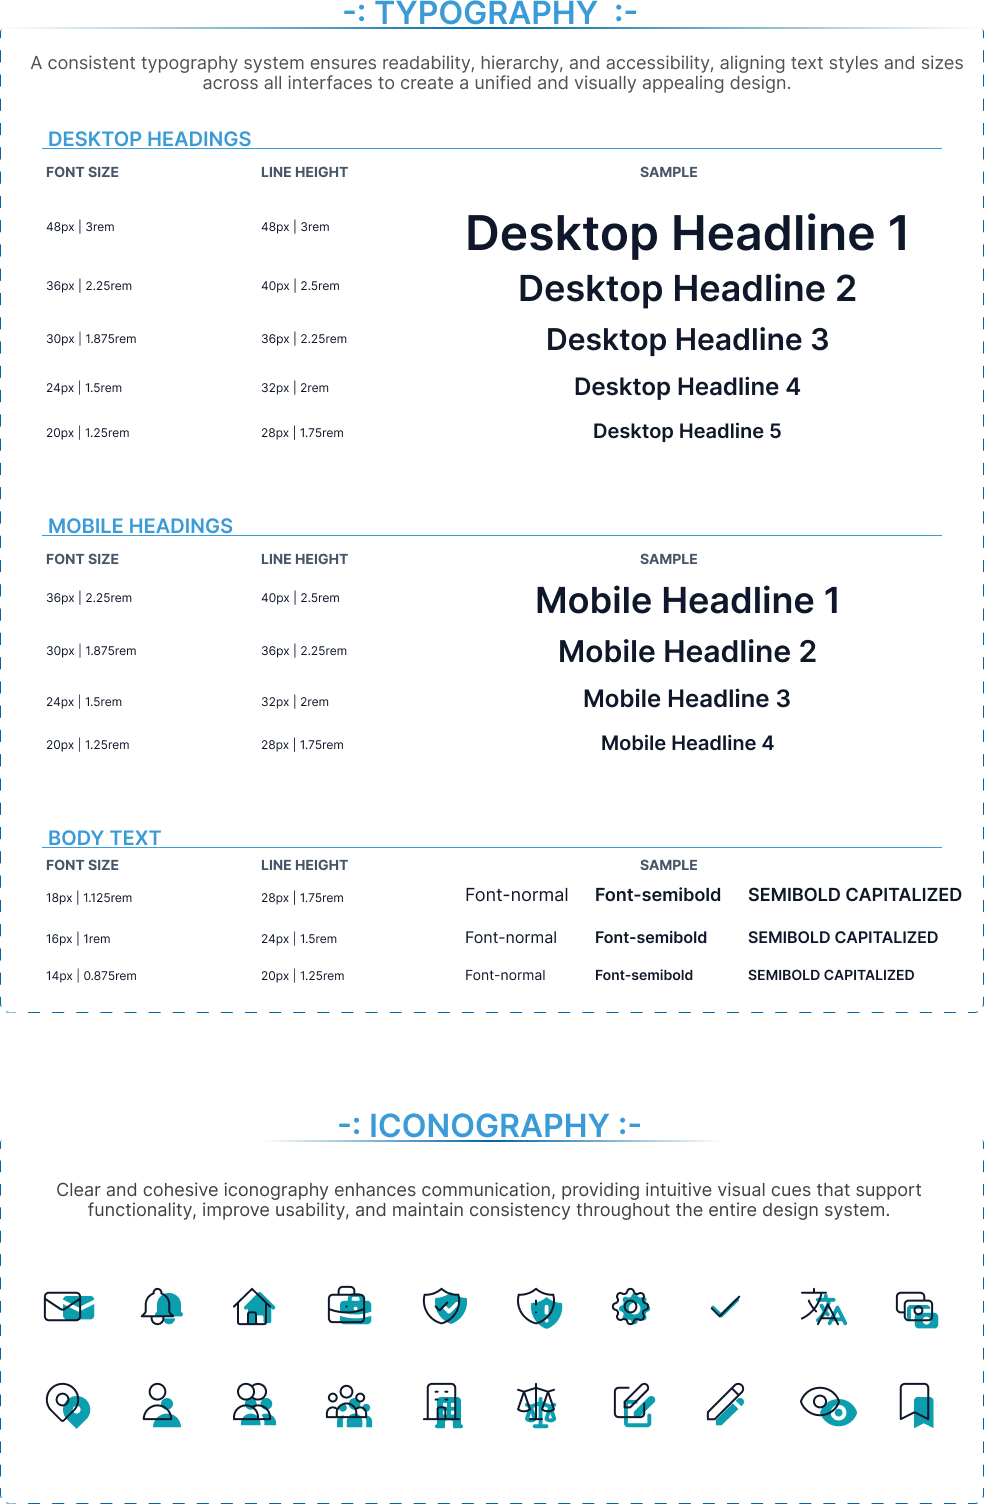 -: TYPOGRAPHY :-
A consistent typography system ensures readability, hierarchy, and accessibility, aligning text styles and sizes
across all interfaces to create a unified and visually appealing design.
DESKTOP HEADINGS
FONT SIZE LINE HEIGHT SAMPLE
48px | 3rem 48px | 3rem Desktop Headline 1
36px | 2.25rem 40px | 2.5rem Desktop Headline 2
30px | 1.875rem 36px | 2.25rem Desktop Headline 3
24px | 1.5rem 32px | 2rem Desktop Headline 4
20px | 1.25rem 28px | 1.75rem Desktop Headline 5
MOBILE HEADINGS
FONT SIZE LINE HEIGHT SAMPLE
36px | 2.25rem 40px | 2.5rem Mobile Headline 1
30px | 1.875rem 36px | 2.25rem Mobile Headline 2
24px | 1.5rem 32px | 2rem Mobile Headline 3
20px | 1.25rem 28px | 1.75rem Mobile Headline 4
BODY TEXT
FONT SIZE LINE HEIGHT SAMPLE
18px | 1.125rem 28px | 1.75rem Font-normal Font-semibold SEMIBOLD CAPITALIZED
16px | 1rem 24px | 1.5rem Font-normal Font-semibold SEMIBOLD CAPITALIZED
14px | 0.875rem 20px | 1.25rem Font-normal Font-semibold SEMIBOLD CAPITALIZED
-: ICONOGRAPHY :-
Clear and cohesive iconography enhances communication, providing intuitive visual cues that support
functionality, improve usability, and maintain consistency throughout the entire design system.